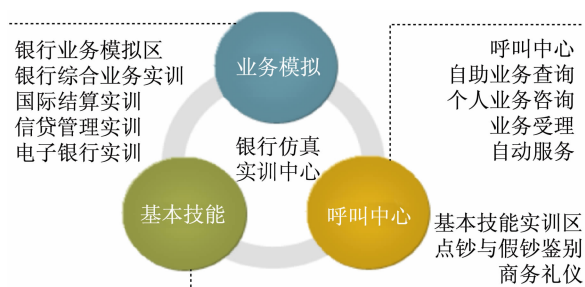 银行业务模拟区
银行综合业务实训
国际结算实训
信贷管理实训
电子银行实训
业务模拟
呼叫中心
自助业务查询
个人业务咨询
业务受理
自动服务
银行仿真
实训中心
基本技能
呼叫中心
基本技能实训区
点钞与假钞鉴别
商务礼仪